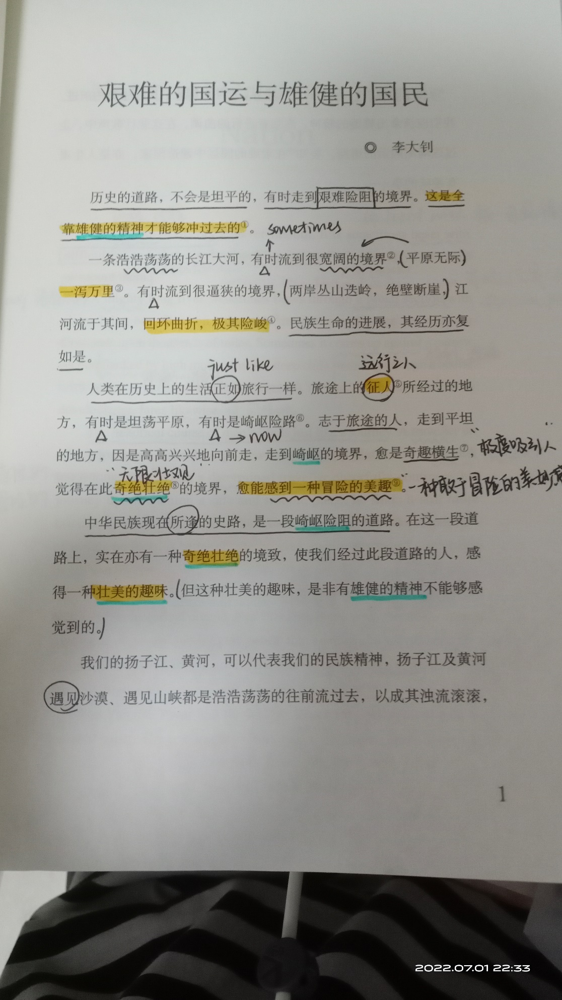 艰难的国运与雄健的国民
◎ 李大钊
历史的道路，不会是坦平的，有时走到艰难险阻的境界。这是全
靠雄健的精神才能够冲过去的①。 sometimes
一条浩浩荡荡的长江大河，有时流到很宽阔的境界②，(平原无际)
一泻万里③。有时流到很逼狭的境界，(两岸丛山迭岭，绝壁断崖，)江
河流于其间，回环曲折，极其险峻④。民族生命的进展，其经历亦复
如是。
just like 远行之人
人类在历史上的生活正如旅行一样。旅途上的征人⑤所经过的地
方，有时是坦荡平原，有时是崎岖险路⑥。志于旅途的人，走到平坦
→now
的地方，因是高高兴兴地向前走，走到崎岖的境界，愈是奇趣横生⑦，“极度吸引人”
“无限壮观”
觉得在此奇绝壮绝⑧的境界，愈能感到一种冒险的美趣⑨。“一种敢于冒险的美妙
中华民族现在所逢的史路，是一段崎岖险阻的道路。在这一段道
路上，实在亦有一种奇绝壮绝的境致，使我们经过此段道路的人，感
得一种壮美的趣味。(但这种壮美的趣味，是非有雄健的精神不能够感
觉到的。)
我们的扬子江、黄河，可以代表我们的民族精神，扬子江及黄河
遇见沙漠、遇见山峡都是浩浩荡荡的往前流过去，以成其浊流滚滚，
1
2022.07.01 22:33